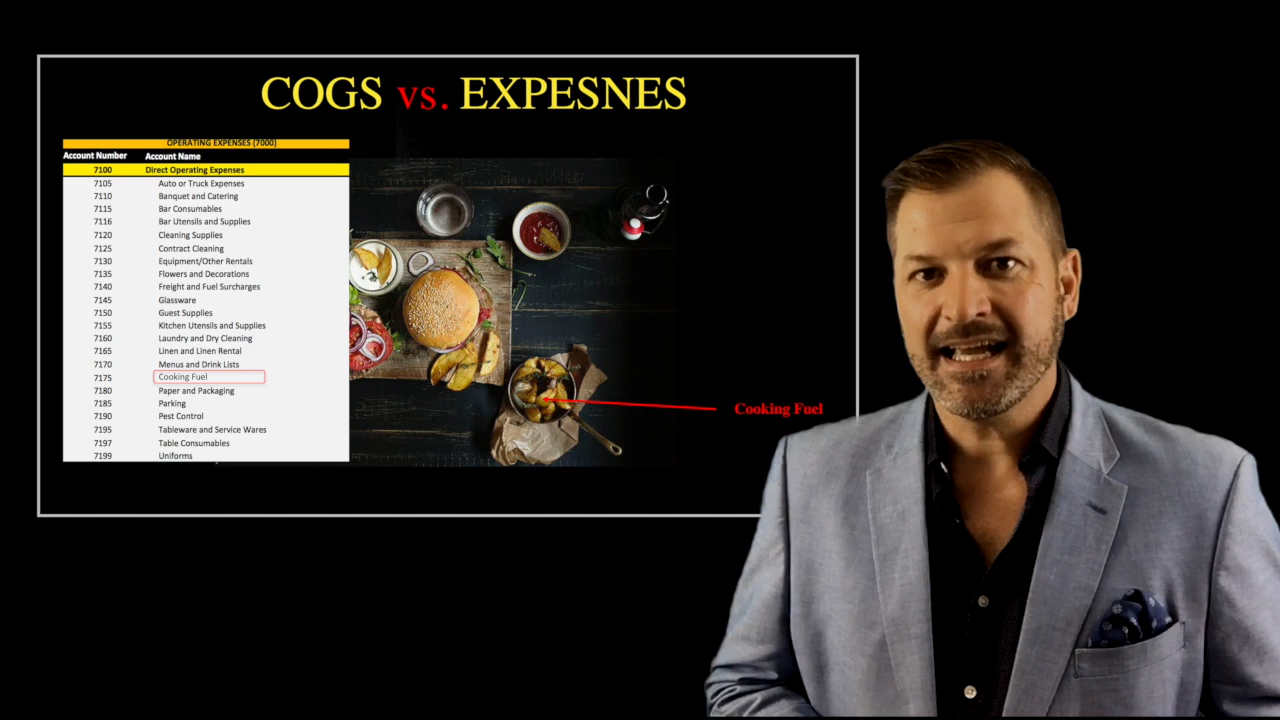 COGS vs. EXPESNES
OPERATING EXPENSES (7000)
Account Number Account Name
7100 Direct Operating Expenses
7105 Auto or Truck Expenses
7110 Banquet and Catering
7115 Bar Consumables
7116 Bar Utensils and Supplies
7120 Cleaning Supplies
7125 Contract Cleaning
7130 Equipment/Other Rentals
7135 Flowers and Decorations
7140 Freight and Fuel Surcharges
7145 Glassware
7150 Guest Supplies
7155 Kitchen Utensils and Supplies
7160 Laundry and Dry Cleaning
7165 Linen and Linen Rental
7170 Menus and Drink Lists
7175 Cooking Fuel
7180 Paper and Packaging
7185 Parking
7190 Pest Control
7195 Tableware and Service Wares
7197 Table Consumables
7199 Uniforms
Cooking Fuel